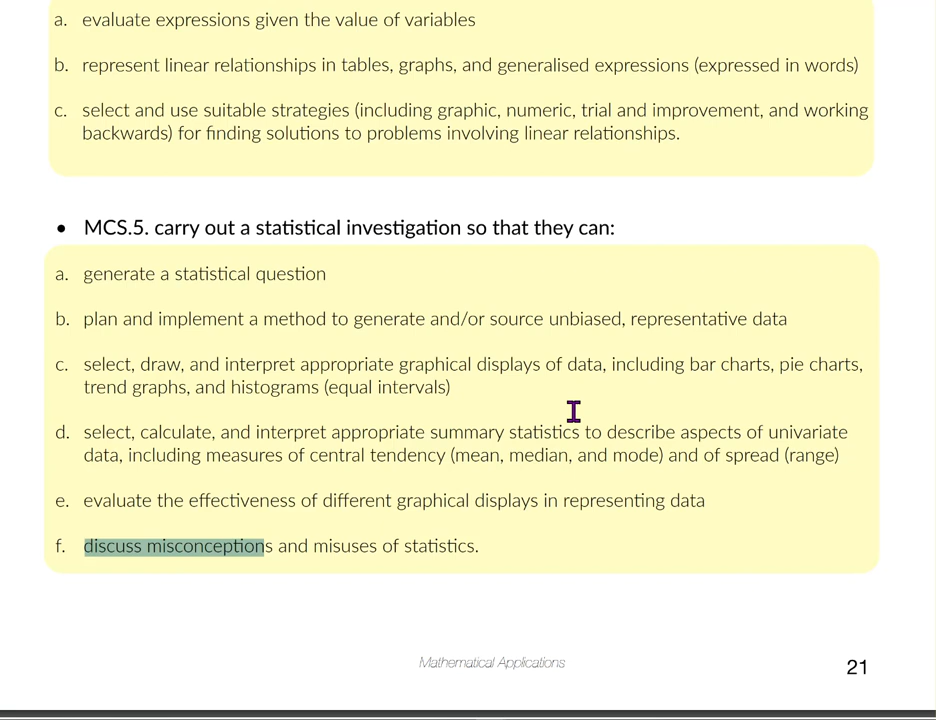 a. evaluate expressions given the value of variables
b. represent linear relationships in tables, graphs, and generalised expressions (expressed in words)
c. select and use suitable strategies (including graphic, numeric, trial and improvement, and working
backwards) for finding solutions to problems involving linear relationships.
• MCS.5. carry out a statistical investigation so that they can:
a. generate a statistical question
b. plan and implement a method to generate and/or source unbiased, representative data
c. select, draw, and interpret appropriate graphical displays of data, including bar charts, pie charts,
trend graphs, and histograms (equal intervals)
d. select, calculate, and interpret appropriate summary statistics to describe aspects of univariate
data, including measures of central tendency (mean, median, and mode) and of spread (range)
e. evaluate the effectiveness of different graphical displays in representing data
f. discuss misconceptions and misuses of statistics.
Mathematical Applications
21